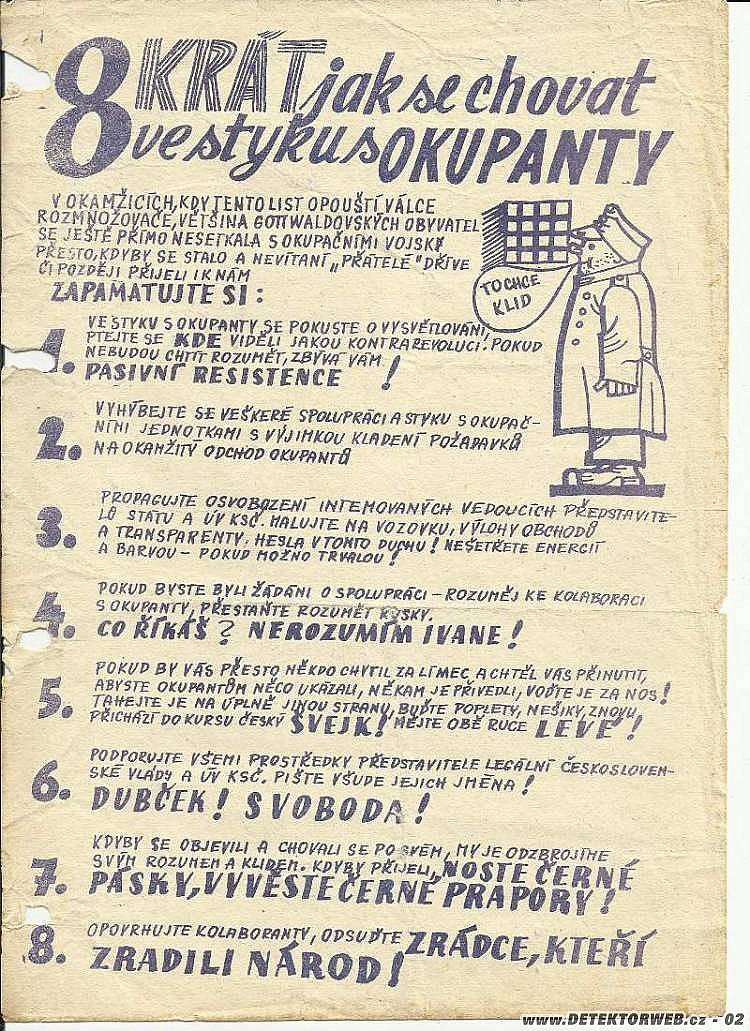 8 KRÁT jak se chovat
ve styku s OKUPANTY
V OKAMŽICÍCH, KDY TENTO LIST OPOUŠTÍ VÁLCE
ROZMNOŽOVAČE, VĚTŠINA GOTTWALDOVSKÝCH OBYVATEL
SE JEŠTĚ PŘÍMO NESETKALA S OKUPAČNÍMI VOJSKY
PŘESTO, KDYBY SE STALO A NEVÍTANÍ „PŘÁTELÉ" DŘÍVE
ČI POZDĚJI PŘIJELI I K NÁM
ZAPAMATUJTE SI:
TO CHCE
KLID
1. VE STYKU S OKUPANTY SE POKUSTE O VYSVĚTLOVÁNÍ,
PTEJTE SE KDE VIDĚLI JAKOU KONTRAREVOLUCI. POKUD
NEBUDOU CHTÍT ROZUMĚT, ZBÝVÁ VÁM
PASIVNÍ RESISTENCE!
2. VYHÝBEJTE SE VEŠKERÉ SPOLUPRÁCI A STYKU S OKUPAČ-
NÍMI JEDNOTKAMI S VÝJIMKOU KLADENÍ POŽADAVKŮ
NA OKAMŽITÝ ODCHOD OKUPANTŮ
3. PROPAGUJTE OSVOBOZENÍ INTERNOVANÝCH VEDOUCÍCH PŘEDSTAVITE-
LŮ STÁTU A ÚV KSČ. MALUJTE NA VOZOVKU, VÝLOHY OBCHODŮ
A TRANSPARENTY, HESLA V TOMTO DUCHU! NEŠETŘETE ENERGIÍ
A BARVOU - POKUD MOŽNO TRVALOU!
4. POKUD BYSTE BYLI ŽÁDÁNI O SPOLUPRÁCI - ROZUMĚJ KE KOLABORACI
S OKUPANTY, PŘESTAŇTE ROZUMĚT RUSKY.
CO ŘÍKÁŠ? NEROZUMÍM IVANE!
5. POKUD BY VÁS PŘESTO NĚKDO CHYTIL ZA LÍMEC, A CHTĚL VÁS PŘINUTIT,
ABYSTE OKUPANTŮM NĚCO UKÁZALI, NĚKAM JE PŘIVEDLI, VOĎTE JE ZA NOS!
TAHEJTE JE NA ÚPLNĚ JINOU STRANU, BUĎTE POPLETY, NEŠIKY, ZNOVU
PŘICHÁZÍ DO KURSU ČESKÝ ŠVEJK! MĚJTE OBĚ RUCE LEVÉ!
6. PODPORUJTE VŠEMI PROSTŘEDKY PŘEDSTAVITELE LEGÁLNÍ ČESKOSLOVEN-
SKÉ VLÁDY A ÚV KSČ. PIŠTE VŠUDE JEJICH JMÉNA!
DUBČEK! SVOBODA!
7. KDYBY SE OBJEVILI A CHOVALI SE PO SVÉM, MY JE ODZBROJÍME
SVÝM ROZUMEM A KLIDEM. KDYBY PŘIJELI, NOSTE ČERNÉ
PÁSKY, VYVĚSTE ČERNÉ PRAPORY!
8. OPOVRHUJTE KOLABORANTY, ODSUĎTE ZRÁDCE, KTEŘÍ
ZRADILI NÁROD!
www.DETEKTORWEB.cz - 02